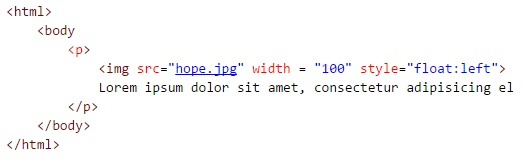 <html>
<body
<p>
<img src="hope.jpg" width = "100" style="float:left">
Lorem ipsum dolor sit amet, consectetur adipisicing el
</p>
</body>
</html>